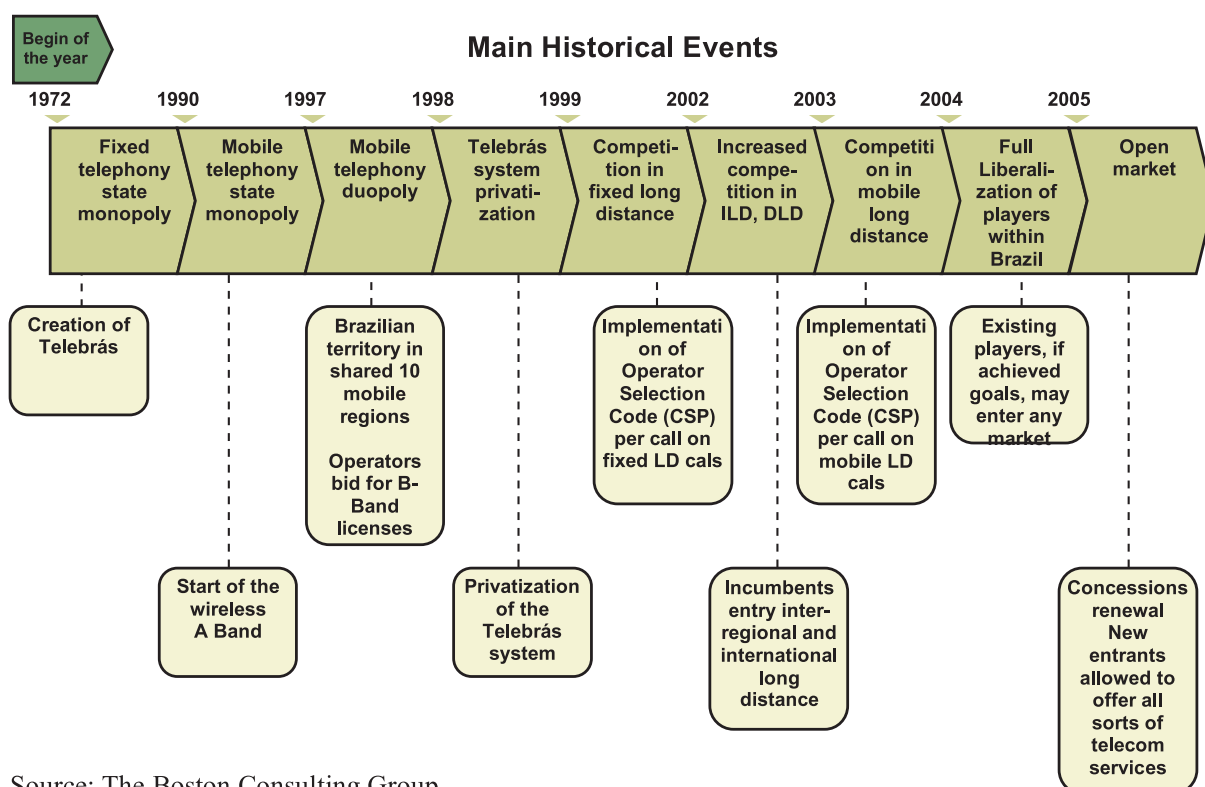 Begin of
the year
Main Historical Events
1972
1990
1997
1998
1999
2002
2003
2004
2005
Fixed
telephony
state
monopoly
Mobile
telephony
state
monopoly
Mobile
telephony
duopoly
Telebrás
system
privati-
zation
Competi-
tion in
fixed long
distance
Increased
compe-
tition in
ILD, DLD
Competiti
on in
mobile
long
distance
Full
Liberali-
zation of
players
within
Brazil
Open
market
Creation of
Telebrás
Brazilian
territory in
shared 10
mobile
regions
Operators
bid for B-
Band
licenses
Implementati
on of
Operator
Selection
Code (CSP)
per call on
fixed LD cals
Implementati
on of
Operator
Selection
Code (CSP)
per call on
mobile LD
cals
Existing
players, if
achieved
goals, may
enter any
market
Start of the
wireless
A Band
Privatization
of the
Telebrás
system
Incumbents
entry inter-
regional and
international
long
distance
Concessions
renewal
New
entrants
allowed to
offer all
sorts of
telecom
services
Source: The Boston Consulting Group